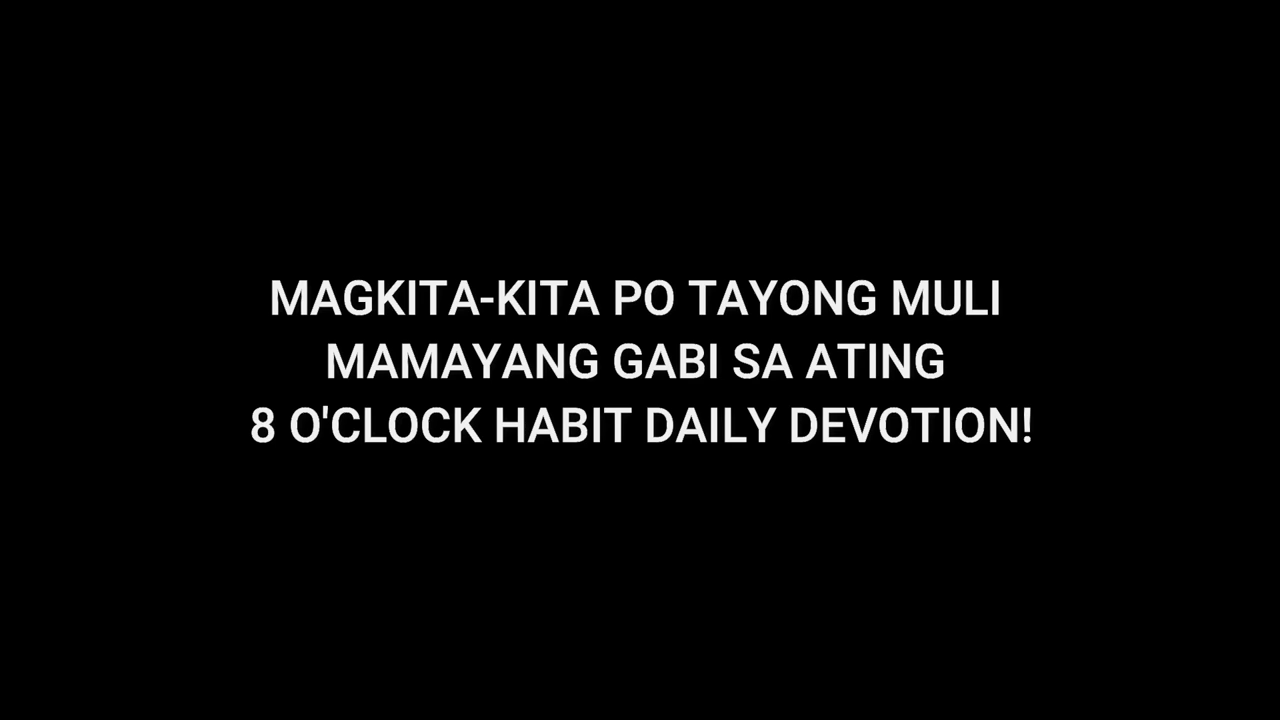 MAGKITA-KITA PO TAYONG MULI
MAMAYANG GABI SA ATING
8 O'CLOCK HABIT DAILY DEVOTION!